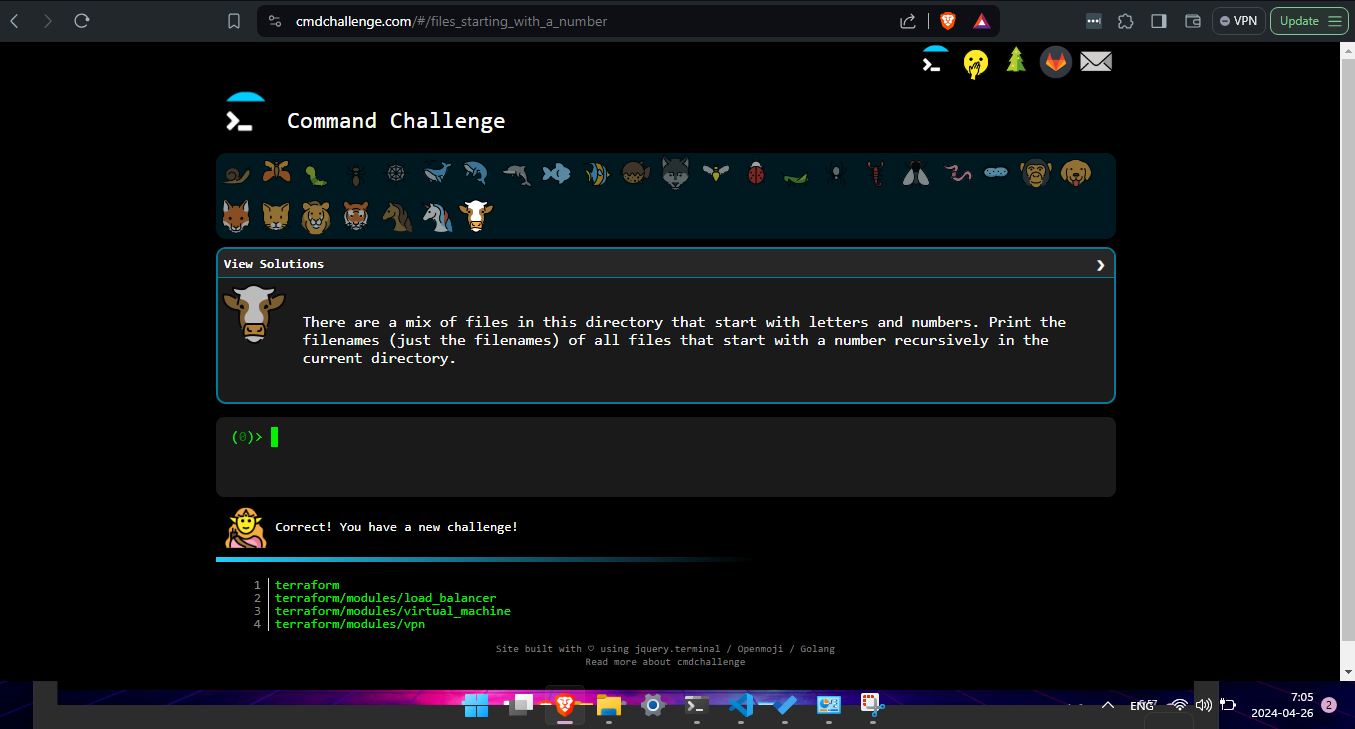 cmdchallenge.com/#/files_starting_with_a_number
VPN
Update
Command Challenge
View Solutions
There are a mix of files in this directory that start with letters and numbers. Print the
filenames (just the filenames) of all files that start with a number recursively in the
current directory.
(0)>
Correct! You have a new challenge!
1 terraform
2 terraform/modules/load_balancer
3 terraform/modules/virtual_machine
4 terraform/modules/vpn
Site built with ♡ using jquery.terminal / Openmoji / Golang
Read more about cmdchallenge
ENG
7:05
2024-04-26
2